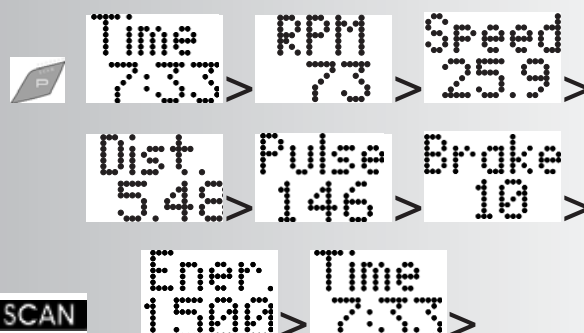 Time > RPM > Speed >
P 7:33 73 25.9
Dist. > Pulse > Brake >
5.48 146 10
Ener. > Time >
SCAN 1500 7:33